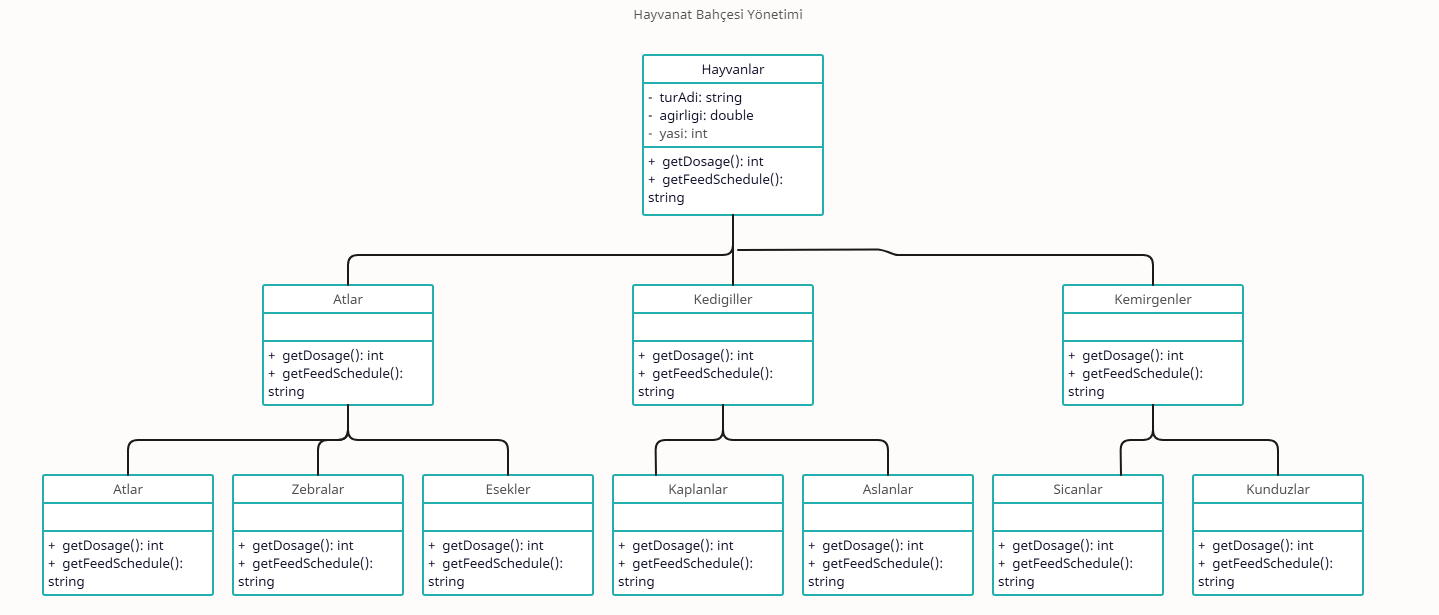 Hayvanat Bahçesi Yönetimi
Hayvanlar
- turAdi: string
- agirligi: double
- yasi: int
+ getDosage(): int
+ getFeedSchedule():
string
Atlar
+ getDosage(): int
+ getFeedSchedule():
string
Kedigiller
+ getDosage(): int
+ getFeedSchedule():
string
Kemirgenler
+ getDosage(): int
+ getFeedSchedule():
string
Atlar
+ getDosage(): int
+ getFeedSchedule():
string
Zebralar
+ getDosage(): int
+ getFeedSchedule():
string
Esekler
+ getDosage(): int
+ getFeedSchedule():
string
Kaplanlar
+ getDosage(): int
+ getFeedSchedule():
string
Aslanlar
+ getDosage(): int
+ getFeedSchedule():
string
Sicanlar
+ getDosage(): int
+ getFeedSchedule():
string
Kunduzlar
+ getDosage(): int
+ getFeedSchedule():
string